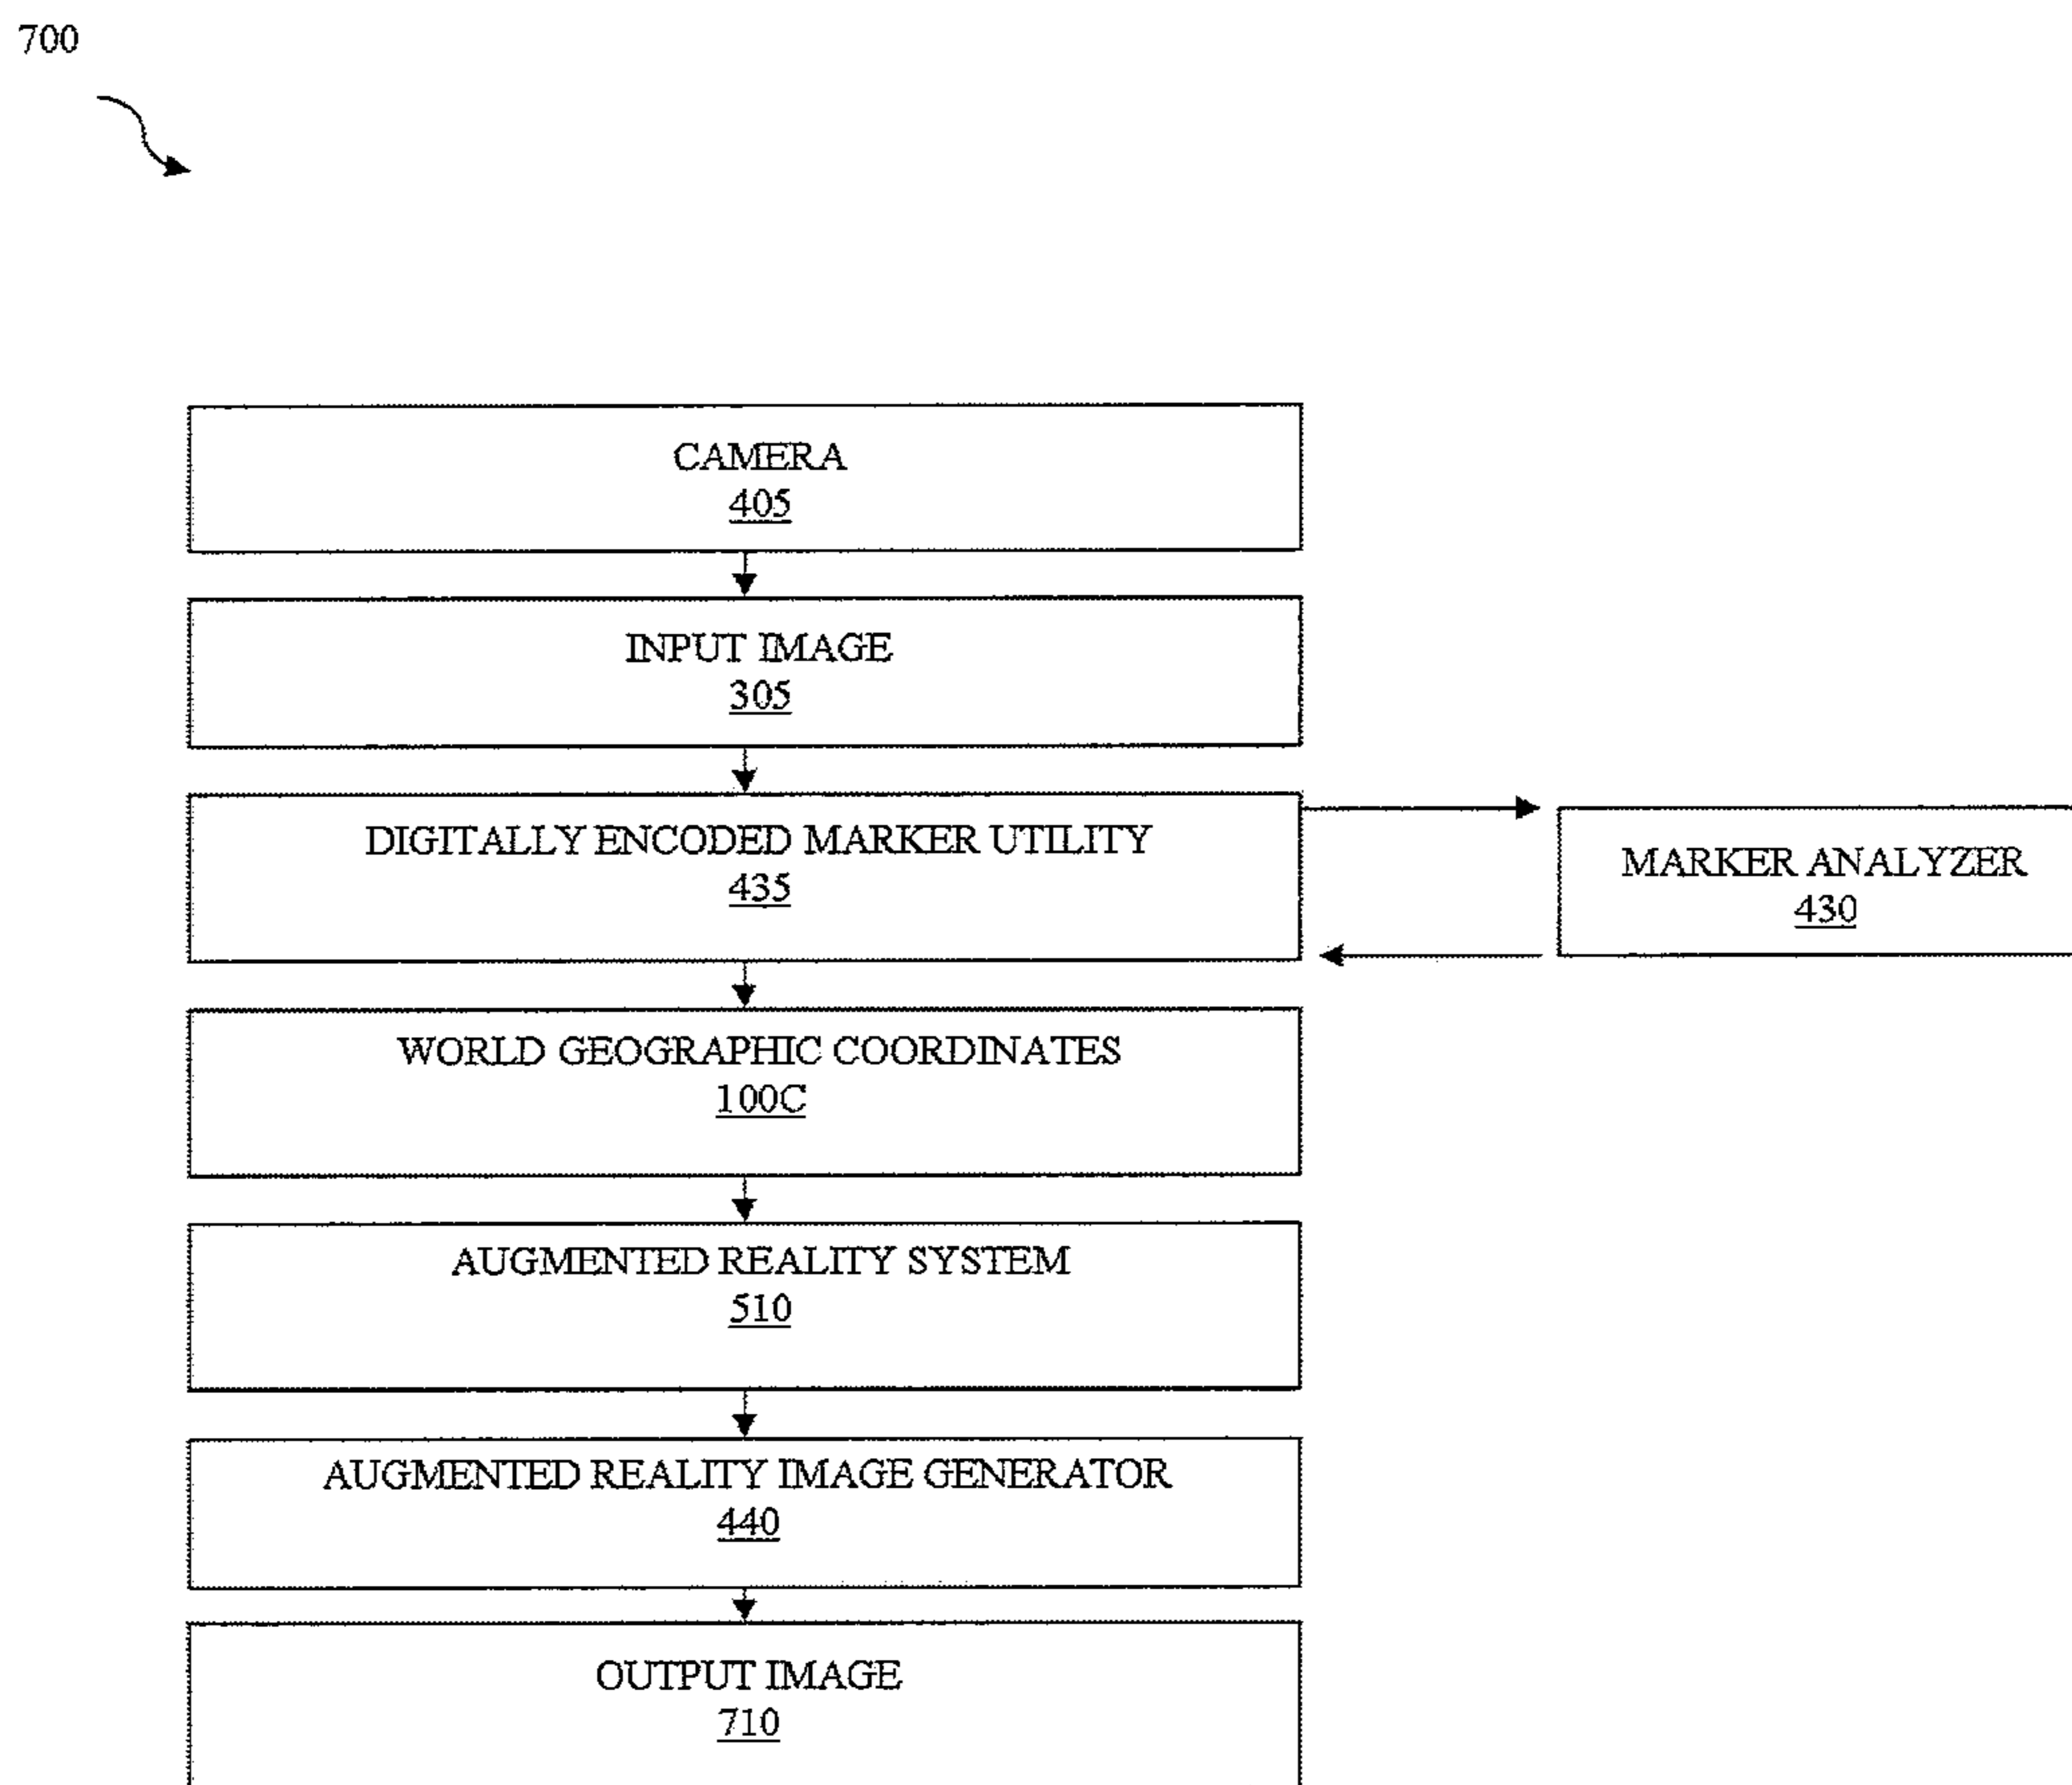 700
CAMERA
405
INPUT IMAGE
305
DIGITALLY ENCODED MARKER UTILITY
435
MARKER ANALYZER
430
WORLD GEOGRAPHIC COORDINATES
100C
AUGMENTED REALITY SYSTEM
510
AUGMENTED REALITY IMAGE GENERATOR
440
OUTPUT IMAGE
710